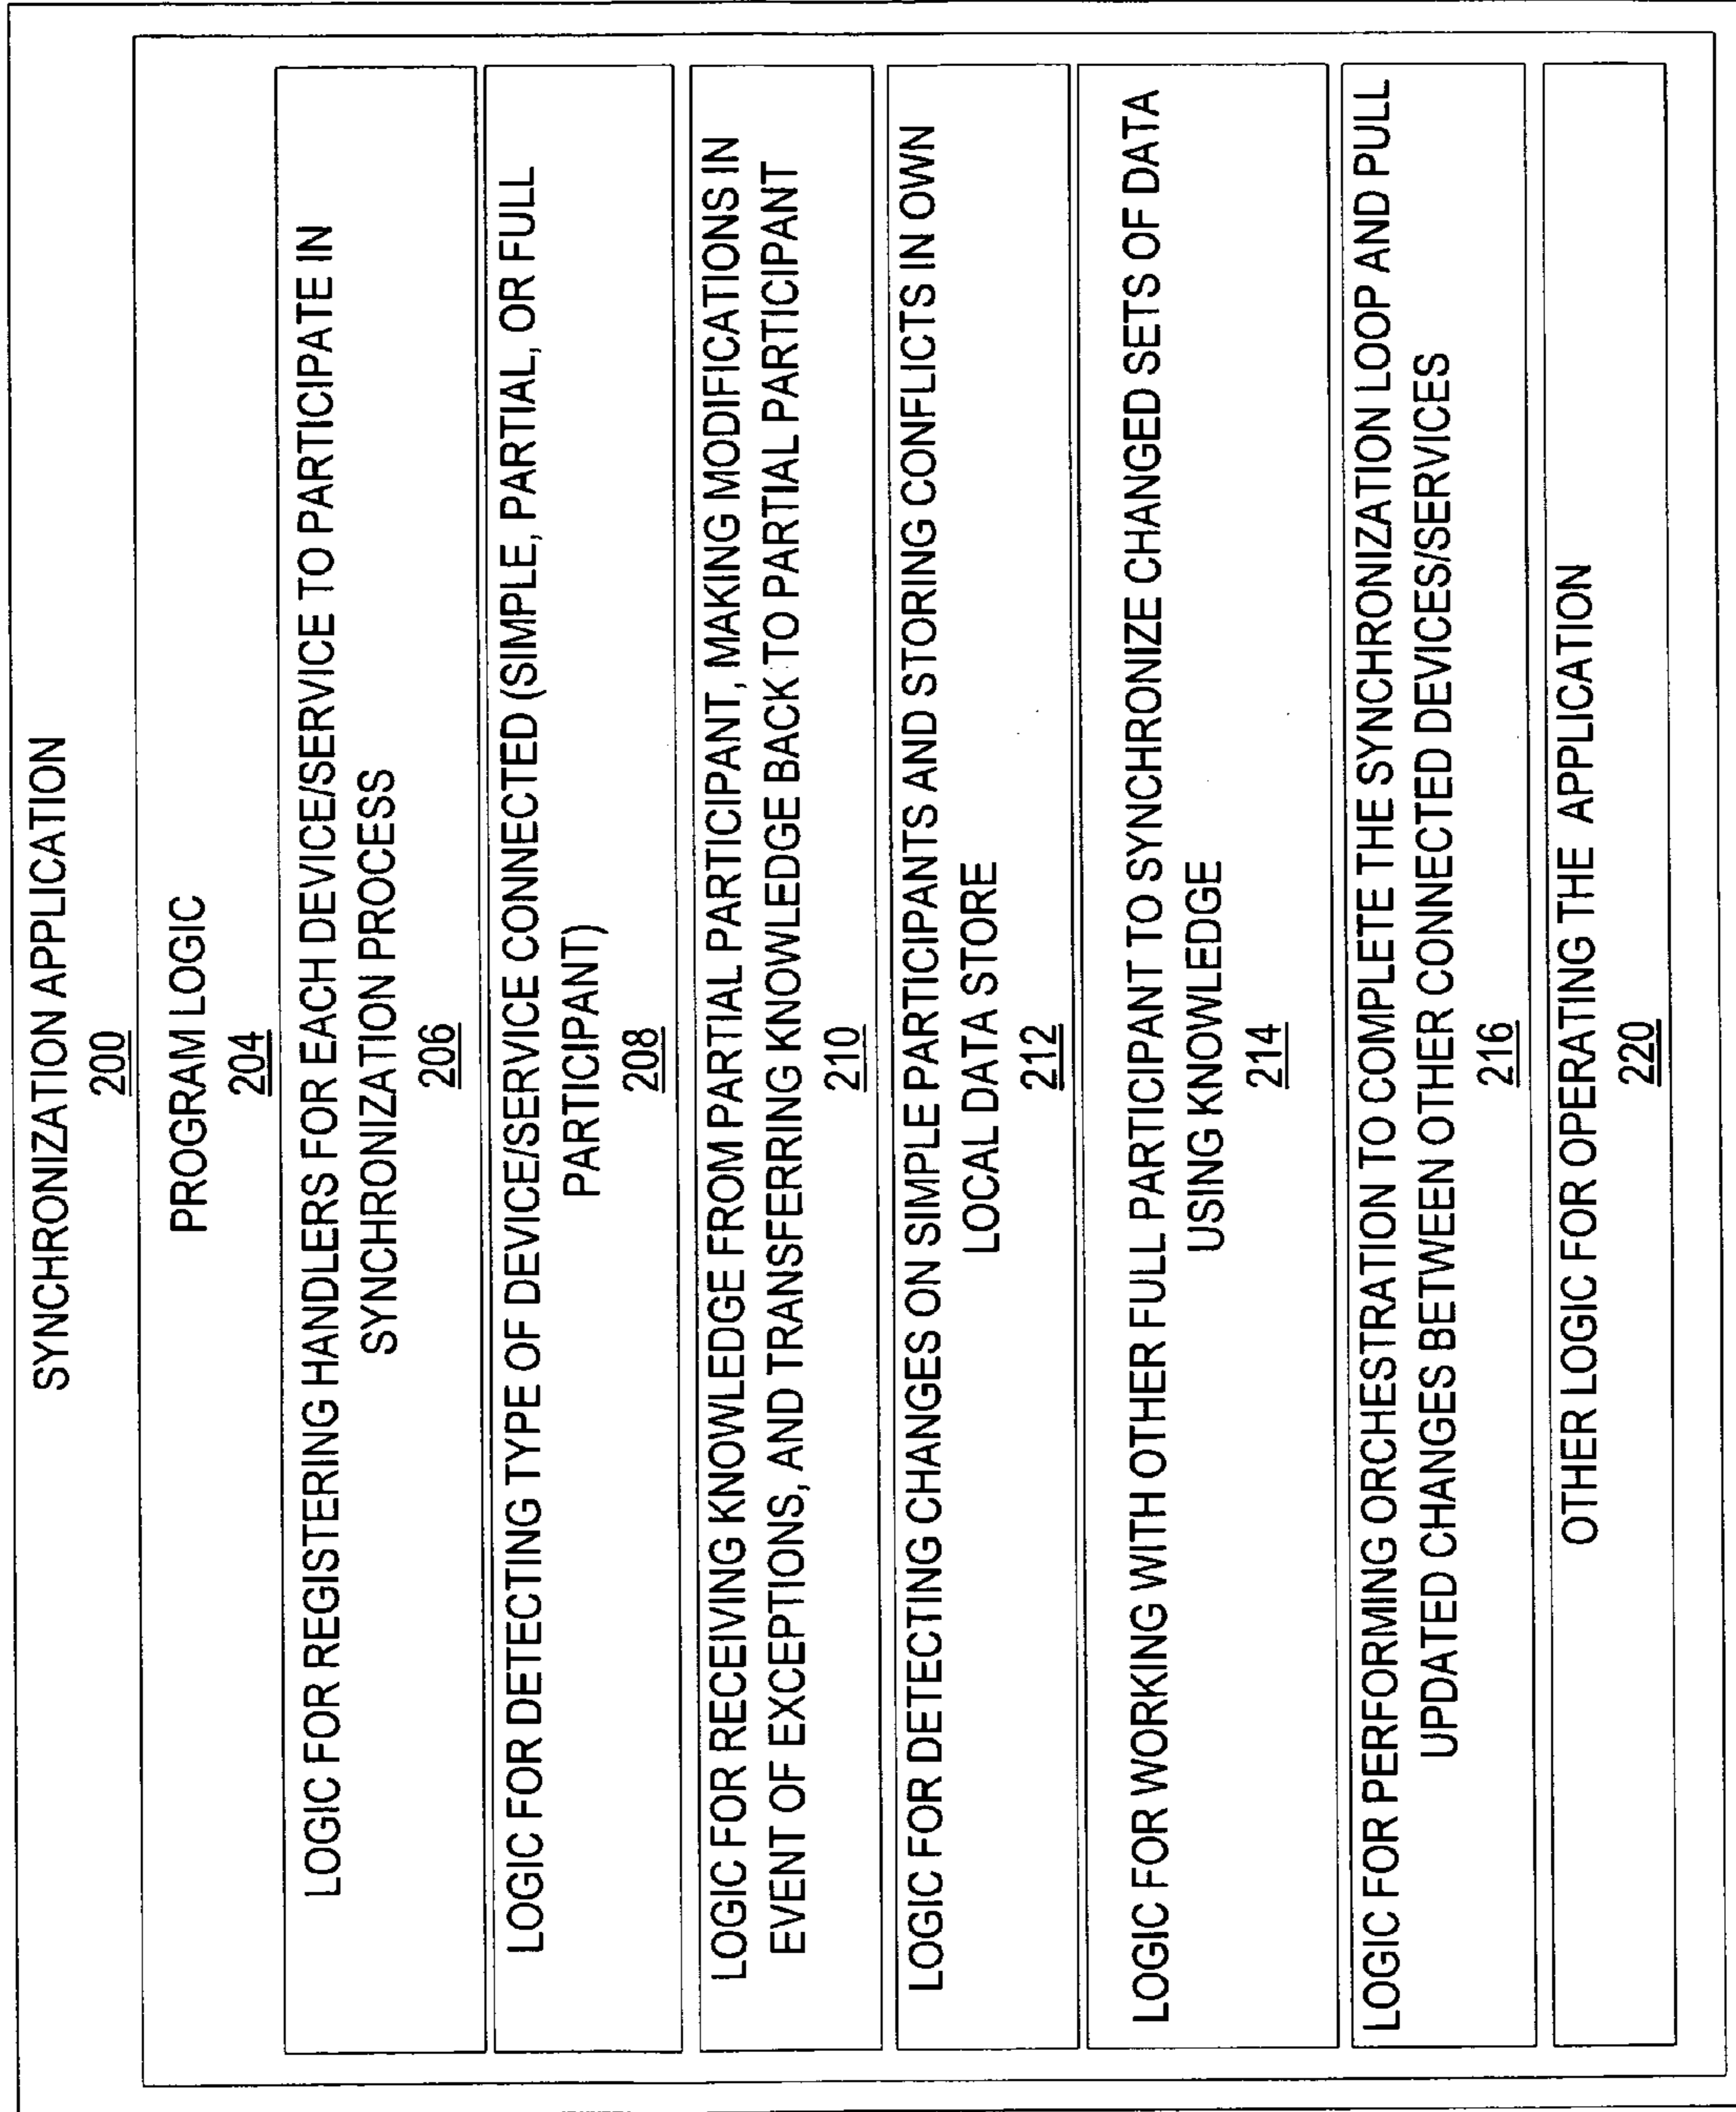 SYNCHRONIZATION APPLICATION
200
PROGRAM LOGIC
204
LOGIC FOR REGISTERING HANDLERS FOR EACH DEVICE/SERVICE TO PARTICIPATE IN
SYNCHRONIZATION PROCESS
206
LOGIC FOR DETECTING TYPE OF DEVICE/SERVICE CONNECTED (SIMPLE, PARTIAL, OR FULL
PARTICIPANT)
208
LOGIC FOR RECEIVING KNOWLEDGE FROM PARTIAL PARTICIPANT, MAKING MODIFICATIONS IN
EVENT OF EXCEPTIONS, AND TRANSFERRING KNOWLEDGE BACK TO PARTIAL PARTICIPANT
210
LOGIC FOR DETECTING CHANGES ON SIMPLE PARTICIPANTS AND STORING CONFLICTS IN OWN
LOCAL DATA STORE
212
LOGIC FOR WORKING WITH OTHER FULL PARTICIPANT TO SYNCHRONIZE CHANGED SETS OF DATA
USING KNOWLEDGE
214
LOGIC FOR PERFORMING ORCHESTRATION TO COMPLETE THE SYNCHRONIZATION LOOP AND PULL
UPDATED CHANGES BETWEEN OTHER CONNECTED DEVICES/SERVICES
216
OTHER LOGIC FOR OPERATING THE APPLICATION
220